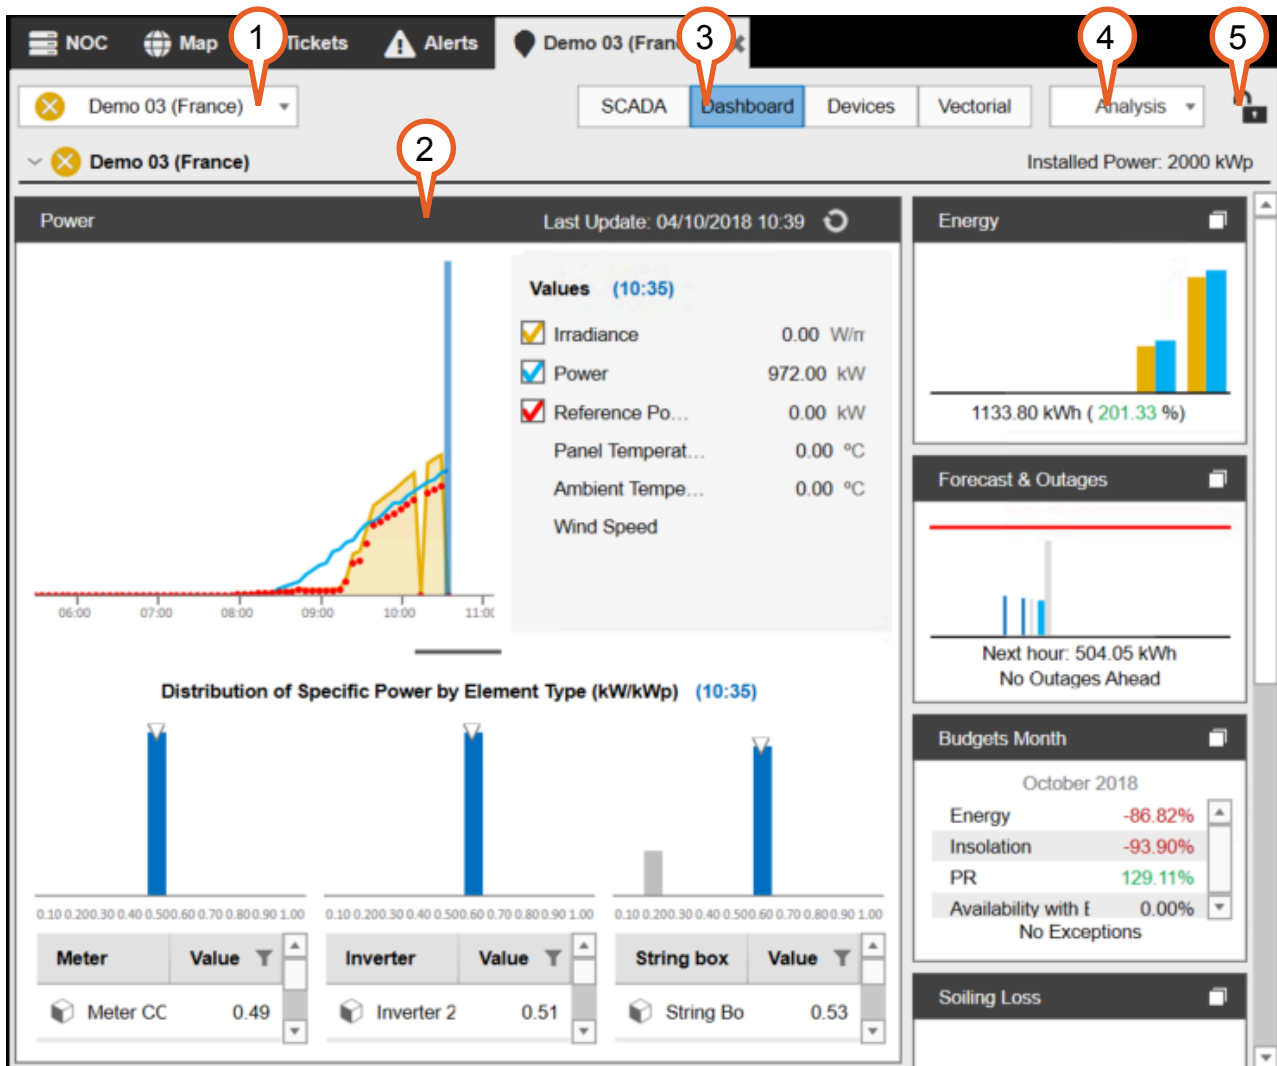 NOC Map 1 Tickets Alerts Demo 03 (Fran 3 4 5
Demo 03 (France) SCADA Dashboard Devices Vectorial Analysis
2
Demo 03 (France) Installed Power: 2000 kWp
Power Last Update: 04/10/2018 10:39
Values (10:35)
Irradiance 0.00 W/m
Power 972.00 kW
Reference Po... 0.00 kW
Panel Temperat... 0.00 ºC
Ambient Tempe... 0.00 ºC
Wind Speed
06:00 07:00 08:00 09:00 10:00 11:00
Distribution of Specific Power by Element Type (kW/kWp) (10:35)
0.10 0.20 0.30 0.40 0.50 0.60 0.70 0.80 0.90 1.00
0.10 0.20 0.30 0.40 0.50 0.60 0.70 0.80 0.90 1.00
0.10 0.20 0.30 0.40 0.50 0.60 0.70 0.80 0.90 1.00
Meter Value
Meter CC 0.49
Inverter Value
Inverter 2 0.51
String box Value
String Bo 0.53
Energy
1133.80 kWh ( 201.33 %)
Forecast & Outages
Next hour: 504.05 kWh
No Outages Ahead
Budgets Month
October 2018
Energy -86.82%
Insolation -93.90%
PR 129.11%
Availability with E 0.00%
No Exceptions
Soiling Loss